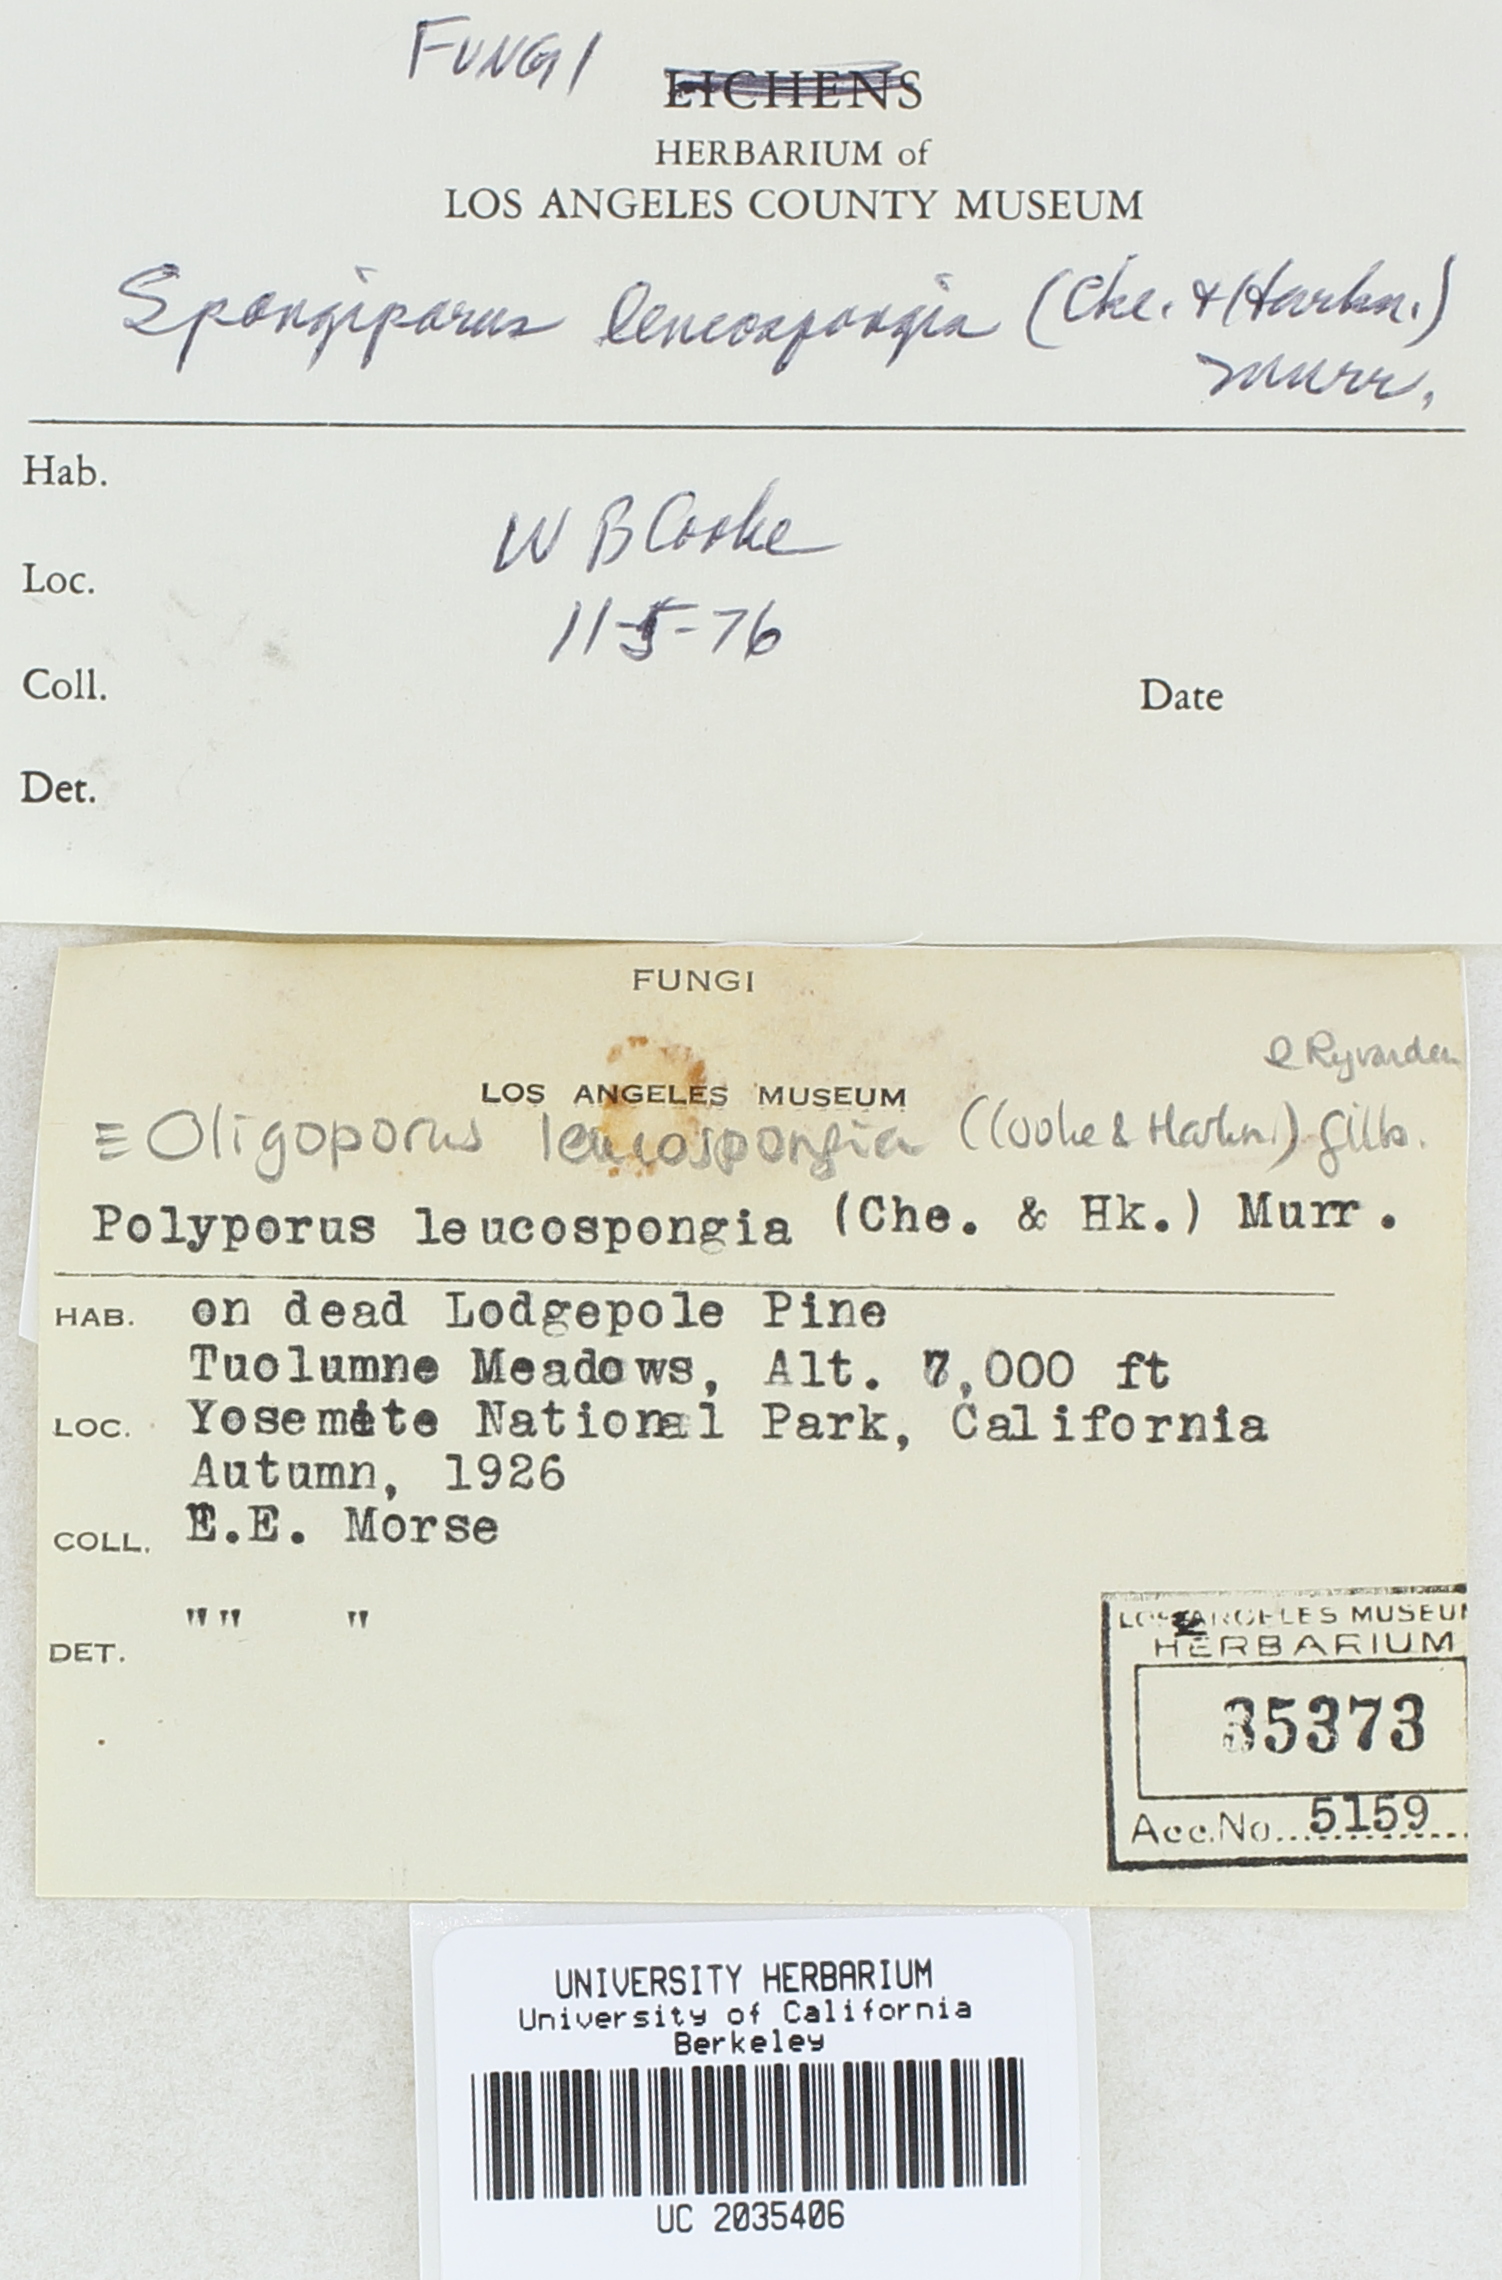 FUNGI LICHENS
HERBARIUM of
LOS ANGELES COUNTY MUSEUM
Spongiporus leucospongia (Cke. & Harkn.)
Murr.
Hab.
W B Cooke
Loc.
11-5-76
Coll.
Date
Det.
FUNGI
& Ryvarden
LOS ANGELES MUSEUM
≡ Oligoporus leucospongia (Cooke & Harkn.) Gilb.
Polyporus leucospongia (Che. & Hk.) Murr.
HAB. on dead Lodgepole Pine
Tuolumne Meadows, Alt. 7,000 ft
LOC. Yosemite National Park, California
Autumn, 1926
COLL. E.E. Morse
DET. "" "
LOS ANGELES MUSEUM
HERBARIUM
35373
Acc.No. 5159
UNIVERSITY HERBARIUM
University of California
Berkeley
UC 2035406